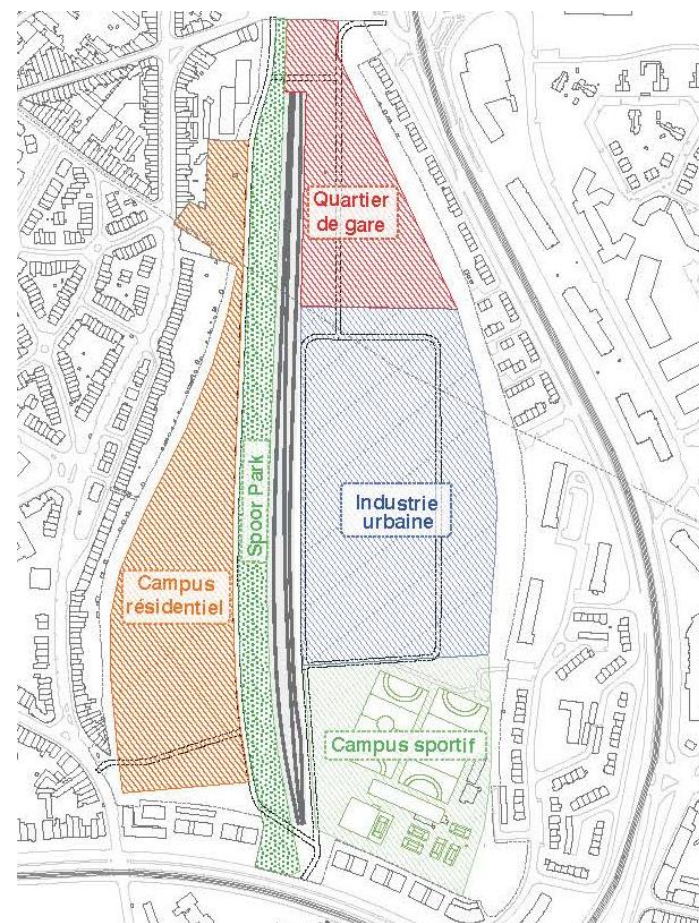 Quartier
de gare
Spoor Park
Industrie
urbaine
Campus
résidentiel
Campus sportif